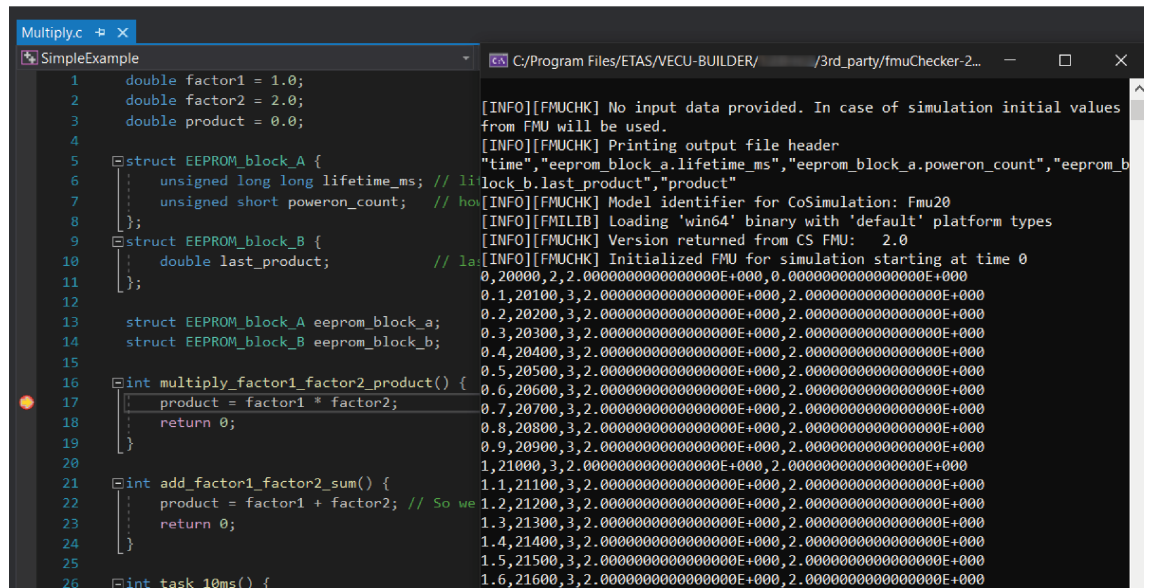 Multiply.c
SimpleExample
1 double factor1 = 1.0;
2 double factor2 = 2.0;
3 double product = 0.0;
4
5 struct EEPROM_block_A {
6 unsigned long long lifetime_ms; // li
7 unsigned short poweron_count; // ho
8 };
9 struct EEPROM_block_B {
10 double last_product; // la
11 };
12
13 struct EEPROM_block_A eeprom_block_a;
14 struct EEPROM_block_B eeprom_block_b;
15
16 int multiply_factor1_factor2_product() {
17 product = factor1 * factor2;
18 return 0;
19 }
20
21 int add_factor1_factor2_sum() {
22 product = factor1 + factor2; // So we
23 return 0;
24 }
25
26 int task_10ms() {
C:/Program Files/ETAS/VECU-BUILDER/ /3rd_party/fmuChecker-2...
[INFO][FMUCHK] No input data provided. In case of simulation initial values
from FMU will be used.
[INFO][FMUCHK] Printing output file header
"time","eeprom_block_a.lifetime_ms","eeprom_block_a.poweron_count","eeprom_b
lock_b.last_product","product"
[INFO][FMUCHK] Model identifier for CoSimulation: Fmu20
[INFO][FMILIB] Loading 'win64' binary with 'default' platform types
[INFO][FMUCHK] Version returned from CS FMU: 2.0
[INFO][FMUCHK] Initialized FMU for simulation starting at time 0
0,20000,2,2.0000000000000000E+000,0.0000000000000000E+000
0.1,20100,3,2.0000000000000000E+000,2.0000000000000000E+000
0.2,20200,3,2.0000000000000000E+000,2.0000000000000000E+000
0.3,20300,3,2.0000000000000000E+000,2.0000000000000000E+000
0.4,20400,3,2.0000000000000000E+000,2.0000000000000000E+000
0.5,20500,3,2.0000000000000000E+000,2.0000000000000000E+000
0.6,20600,3,2.0000000000000000E+000,2.0000000000000000E+000
0.7,20700,3,2.0000000000000000E+000,2.0000000000000000E+000
0.8,20800,3,2.0000000000000000E+000,2.0000000000000000E+000
0.9,20900,3,2.0000000000000000E+000,2.0000000000000000E+000
1,21000,3,2.0000000000000000E+000,2.0000000000000000E+000
1.1,21100,3,2.0000000000000000E+000,2.0000000000000000E+000
1.2,21200,3,2.0000000000000000E+000,2.0000000000000000E+000
1.3,21300,3,2.0000000000000000E+000,2.0000000000000000E+000
1.4,21400,3,2.0000000000000000E+000,2.0000000000000000E+000
1.5,21500,3,2.0000000000000000E+000,2.0000000000000000E+000
1.6,21600,3,2.0000000000000000E+000,2.0000000000000000E+000